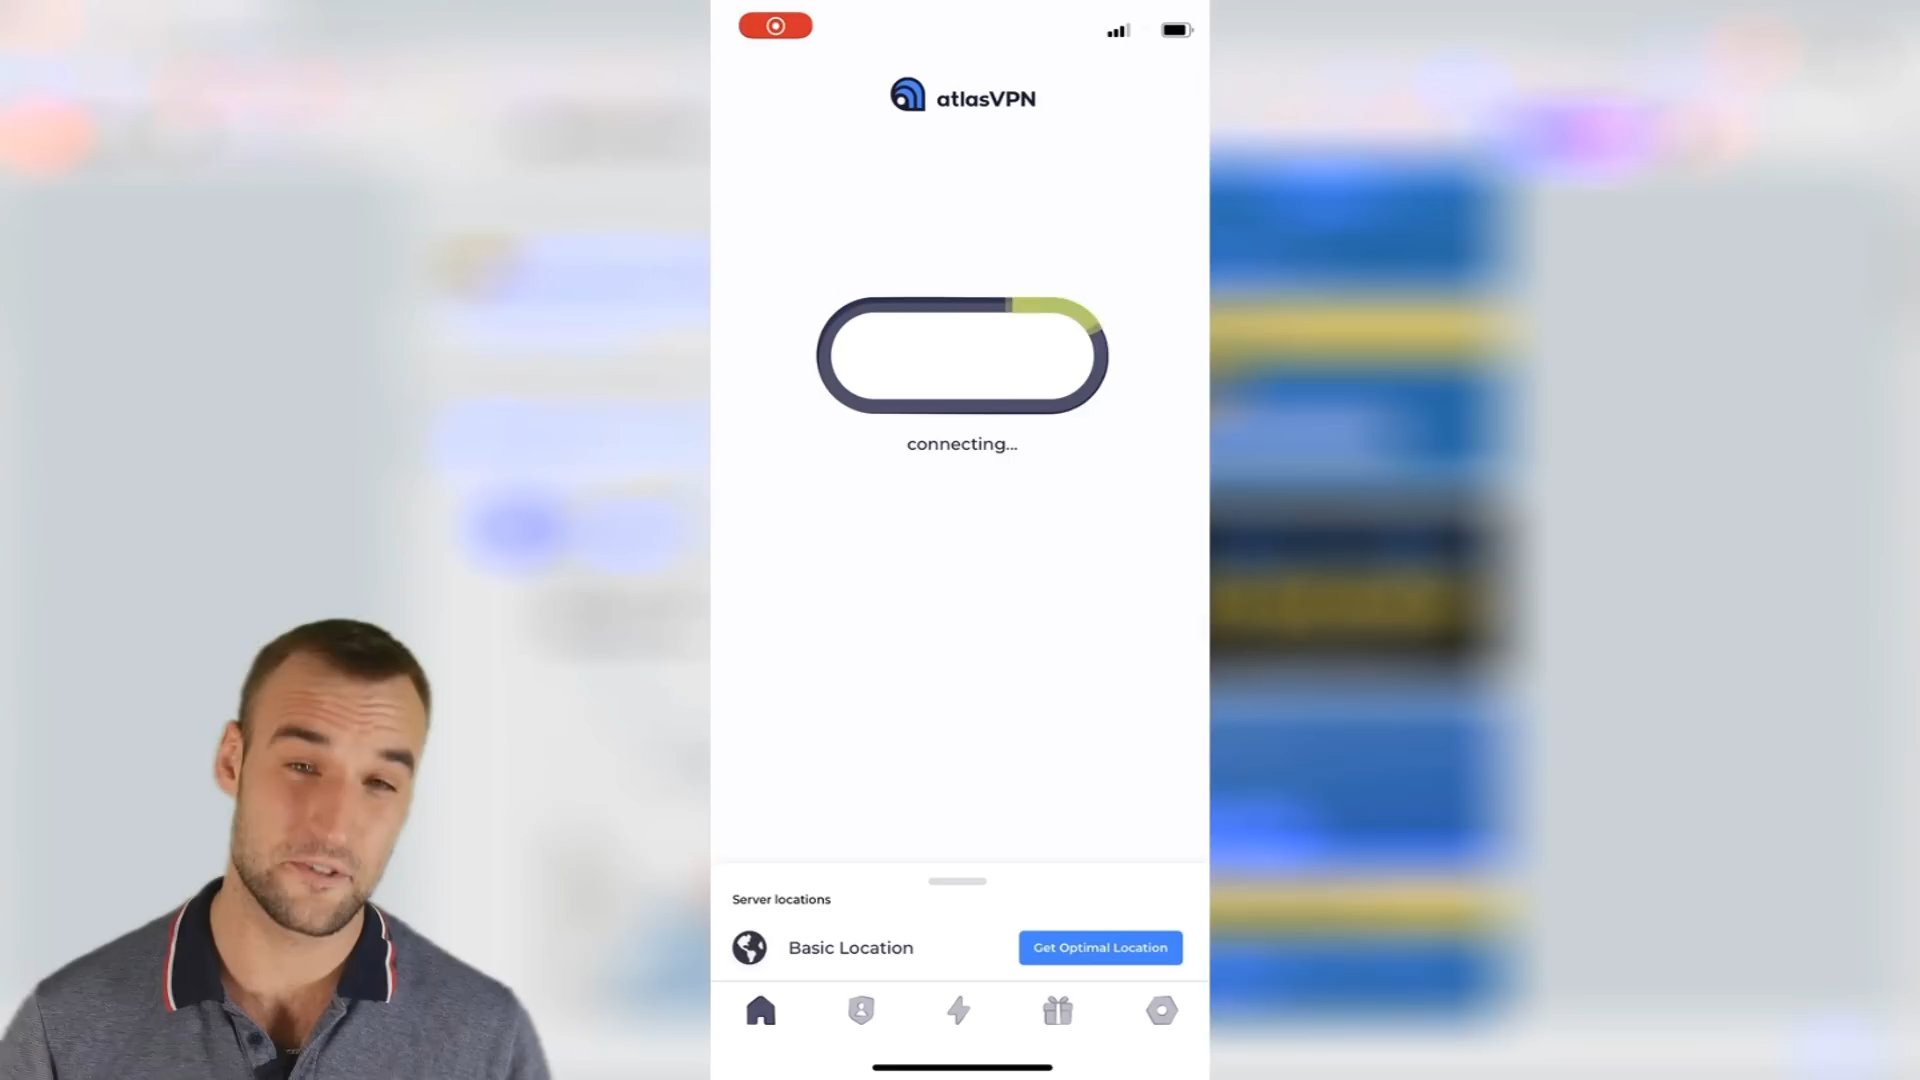 atlasVPN
connecting...
Server locations
Basic Location
Get Optimal Location